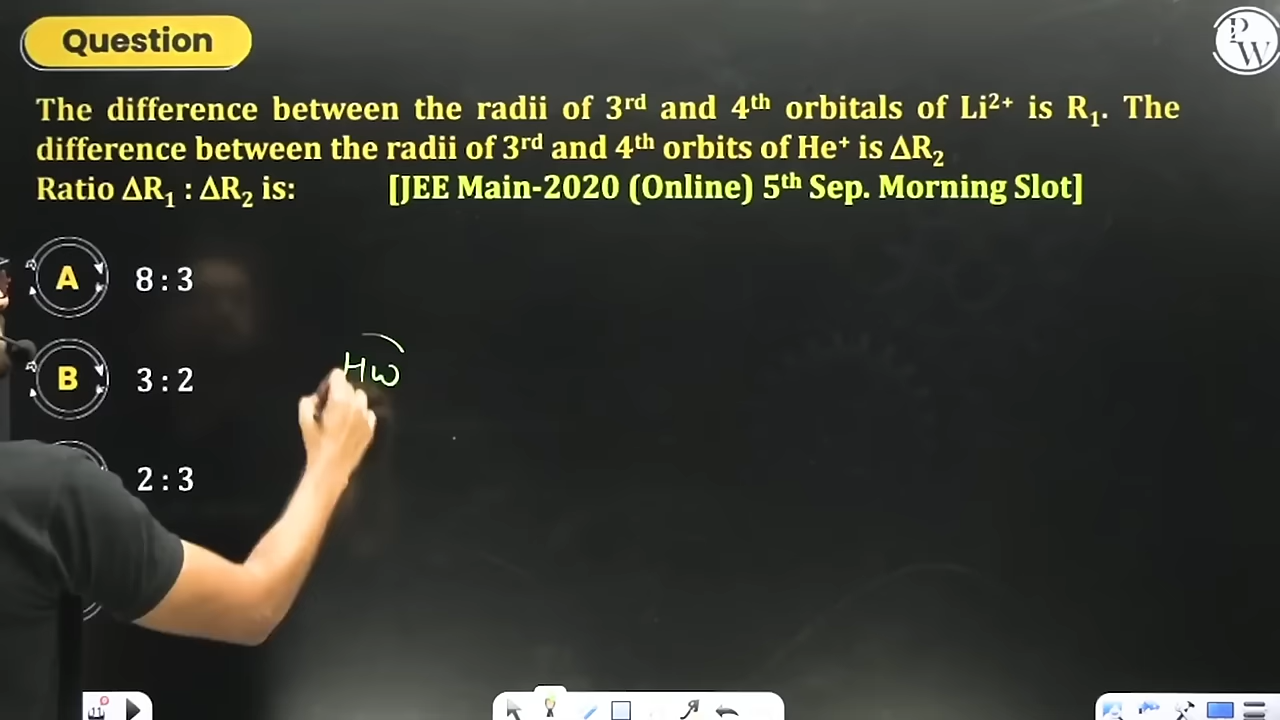 Question
PW
The difference between the radii of 3rd and 4th orbitals of Li²⁺ is R₁. The
difference between the radii of 3rd and 4th orbits of He⁺ is ΔR₂
Ratio ΔR₁ : ΔR₂ is: [JEE Main-2020 (Online) 5th Sep. Morning Slot]
A 8 : 3
B 3 : 2
2 : 3
HW
11